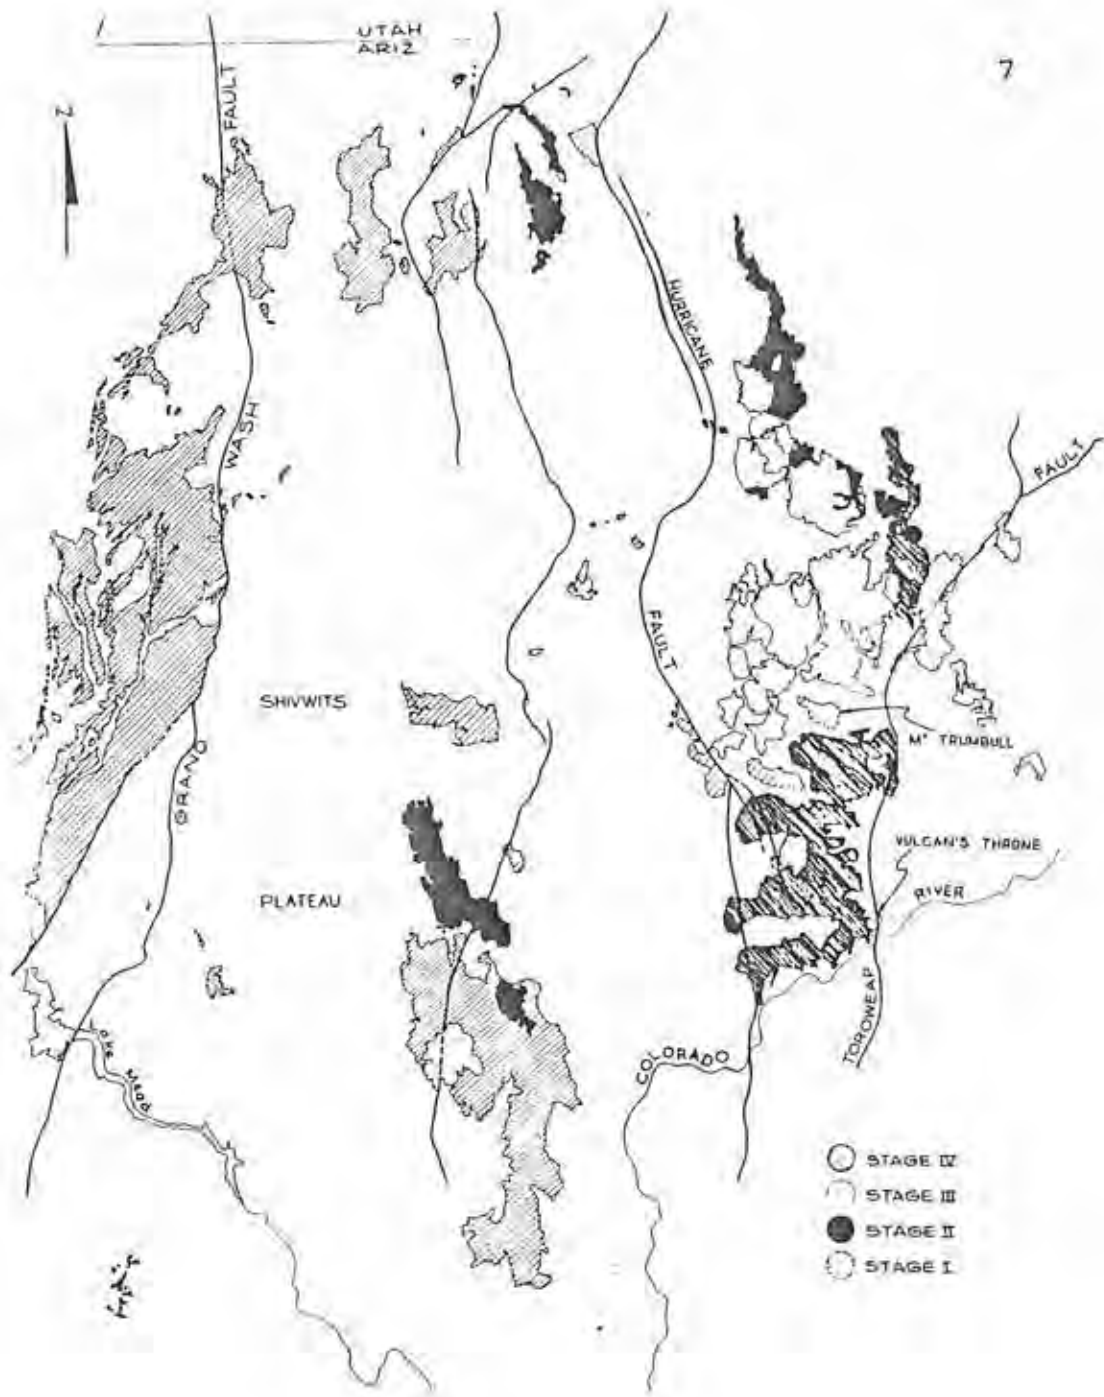 UTAH
ARIZ
7
N
FAULT
HURRICANE
WASH
FAULT
FAULT
SHIVWITS
Mt TRUMBULL
GRAND
VULCAN'S THRONE
PLATEAU
RIVER
TOROWEAP
Lake Mead
COLORADO
STAGE IV
STAGE III
STAGE II
STAGE I